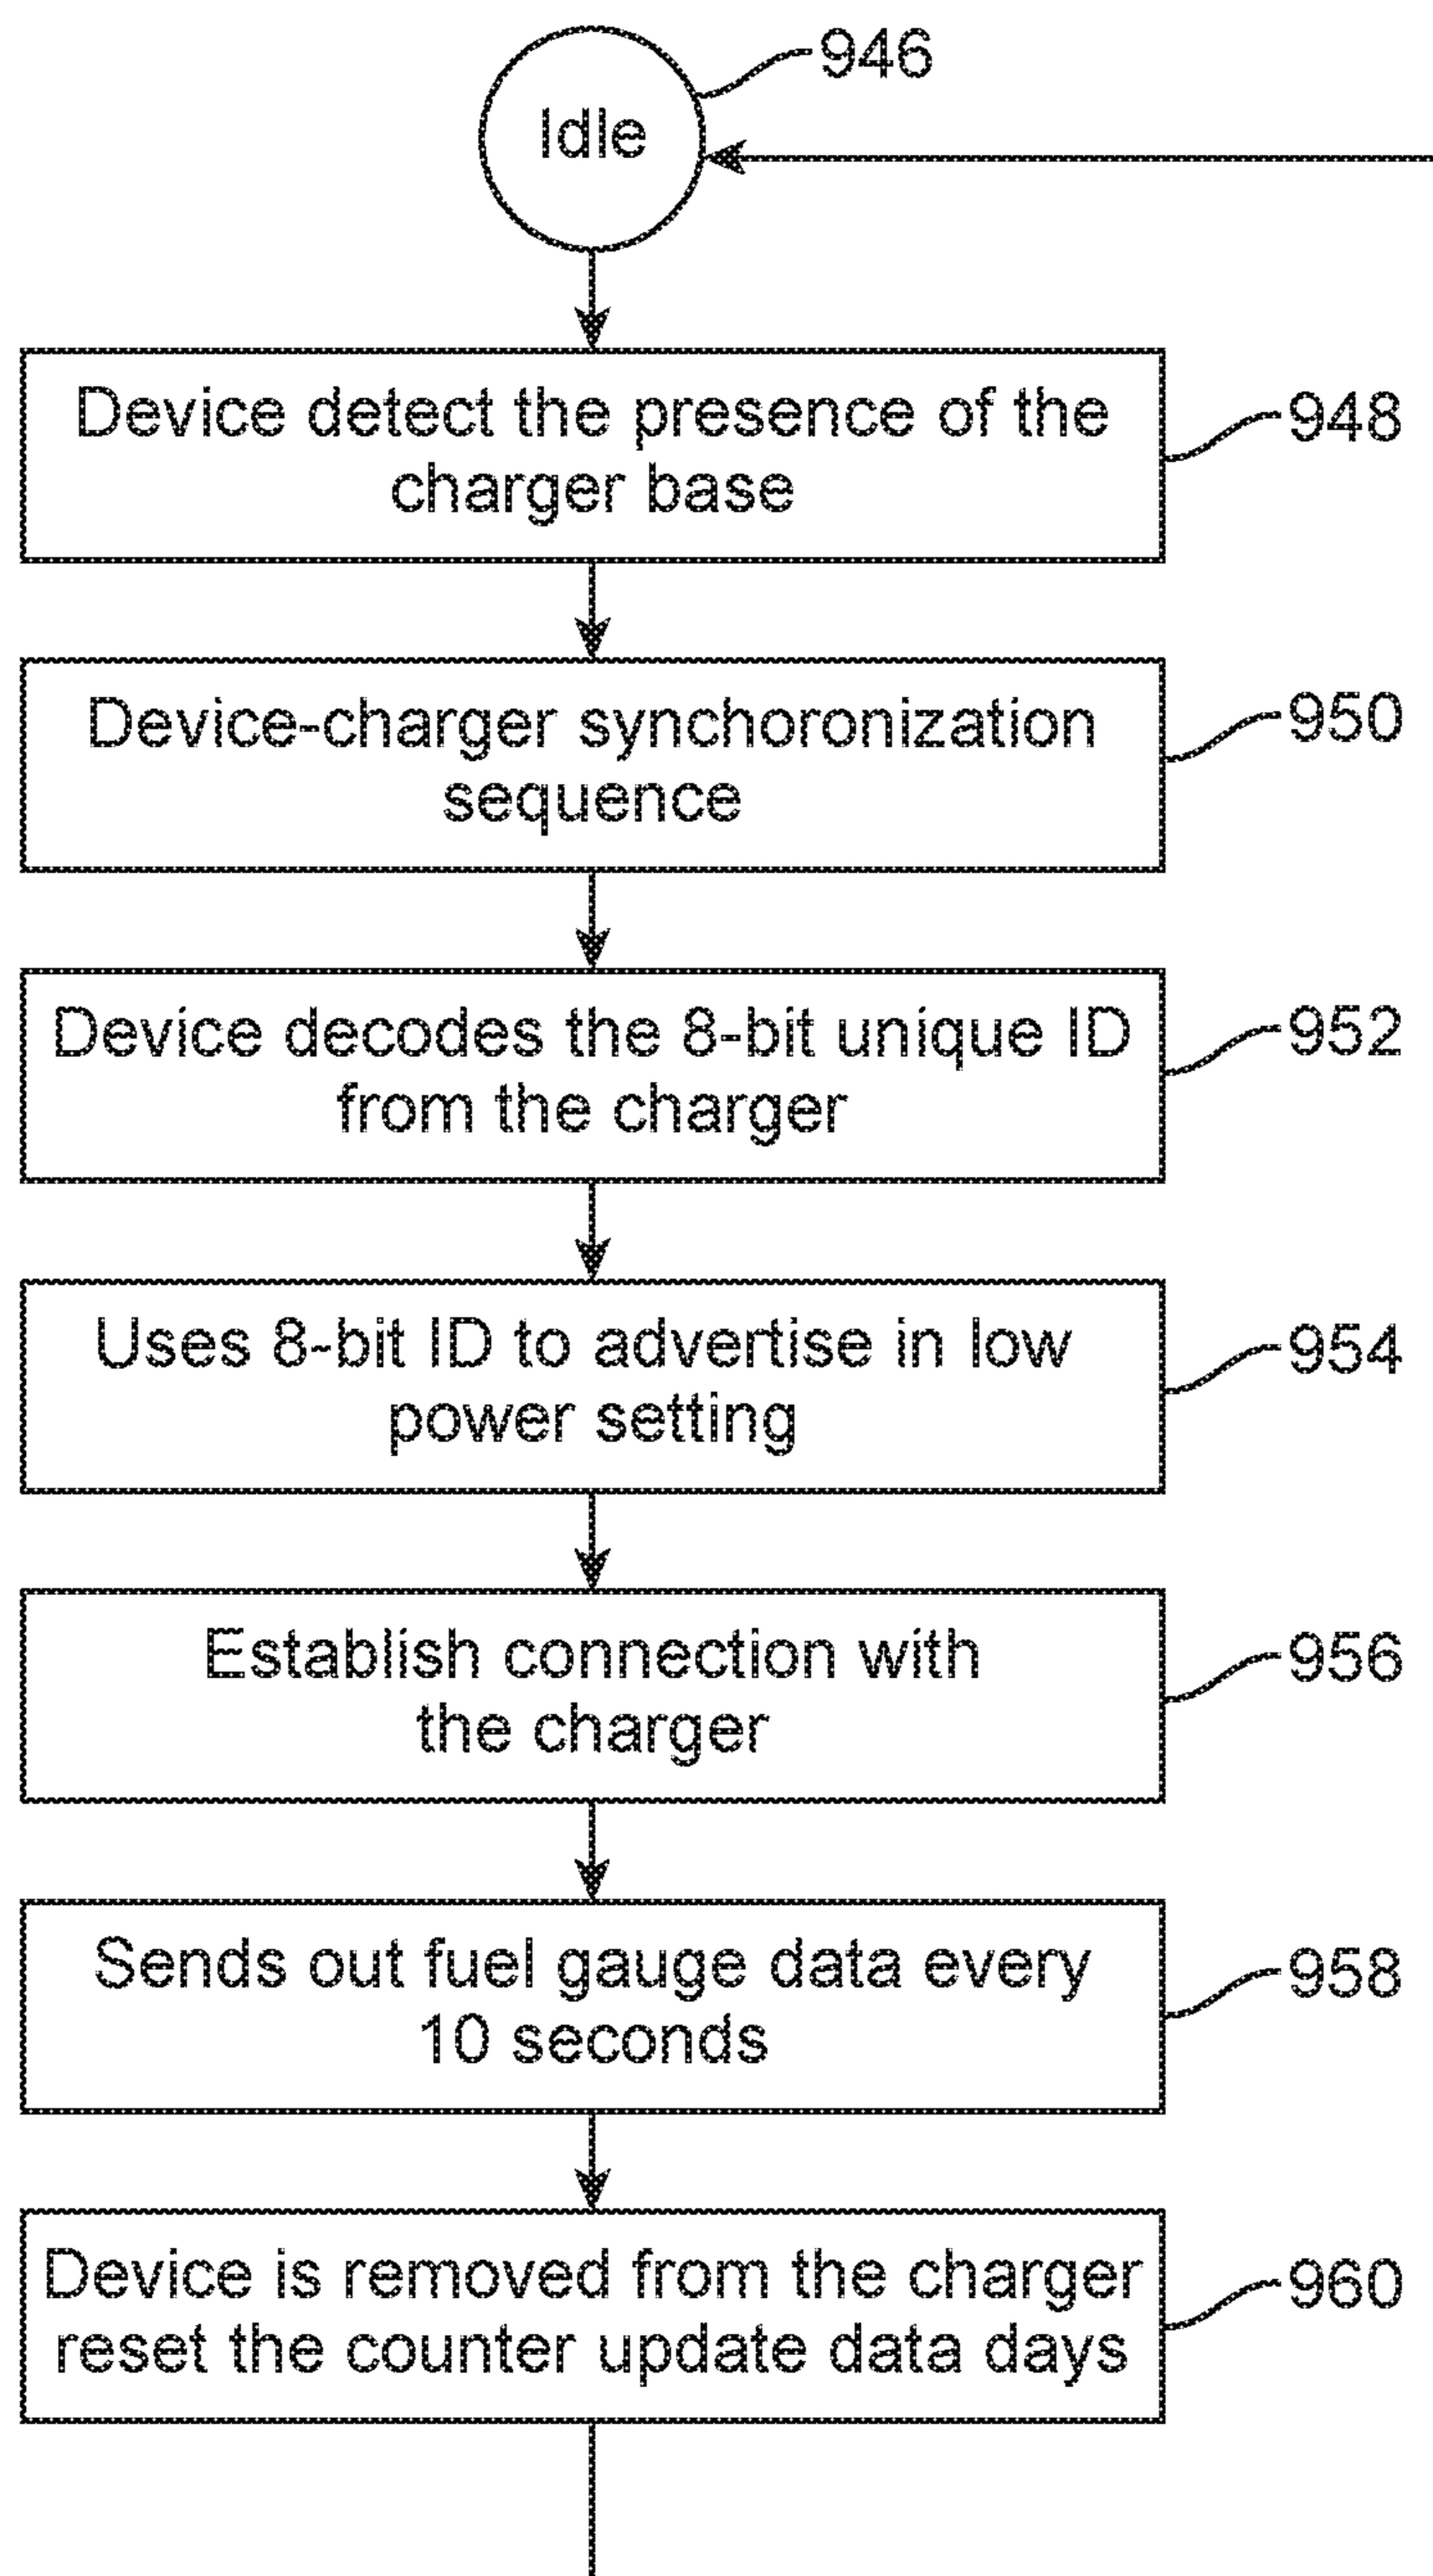 946
Idle
Device detect the presence of the
charger base
948
Device-charger synchoronization
sequence
950
Device decodes the 8-bit unique ID
from the charger
952
Uses 8-bit ID to advertise in low
power setting
954
Establish connection with
the charger
956
Sends out fuel gauge data every
10 seconds
958
Device is removed from the charger
reset the counter update data days
960